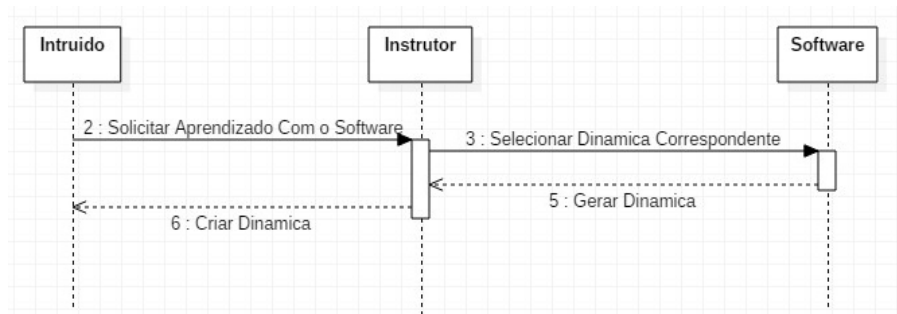 Intruido
Instrutor
Software
2 : Solicitar Aprendizado Com o Software
3 : Selecionar Dinamica Correspondente
5 : Gerar Dinamica
6 : Criar Dinamica